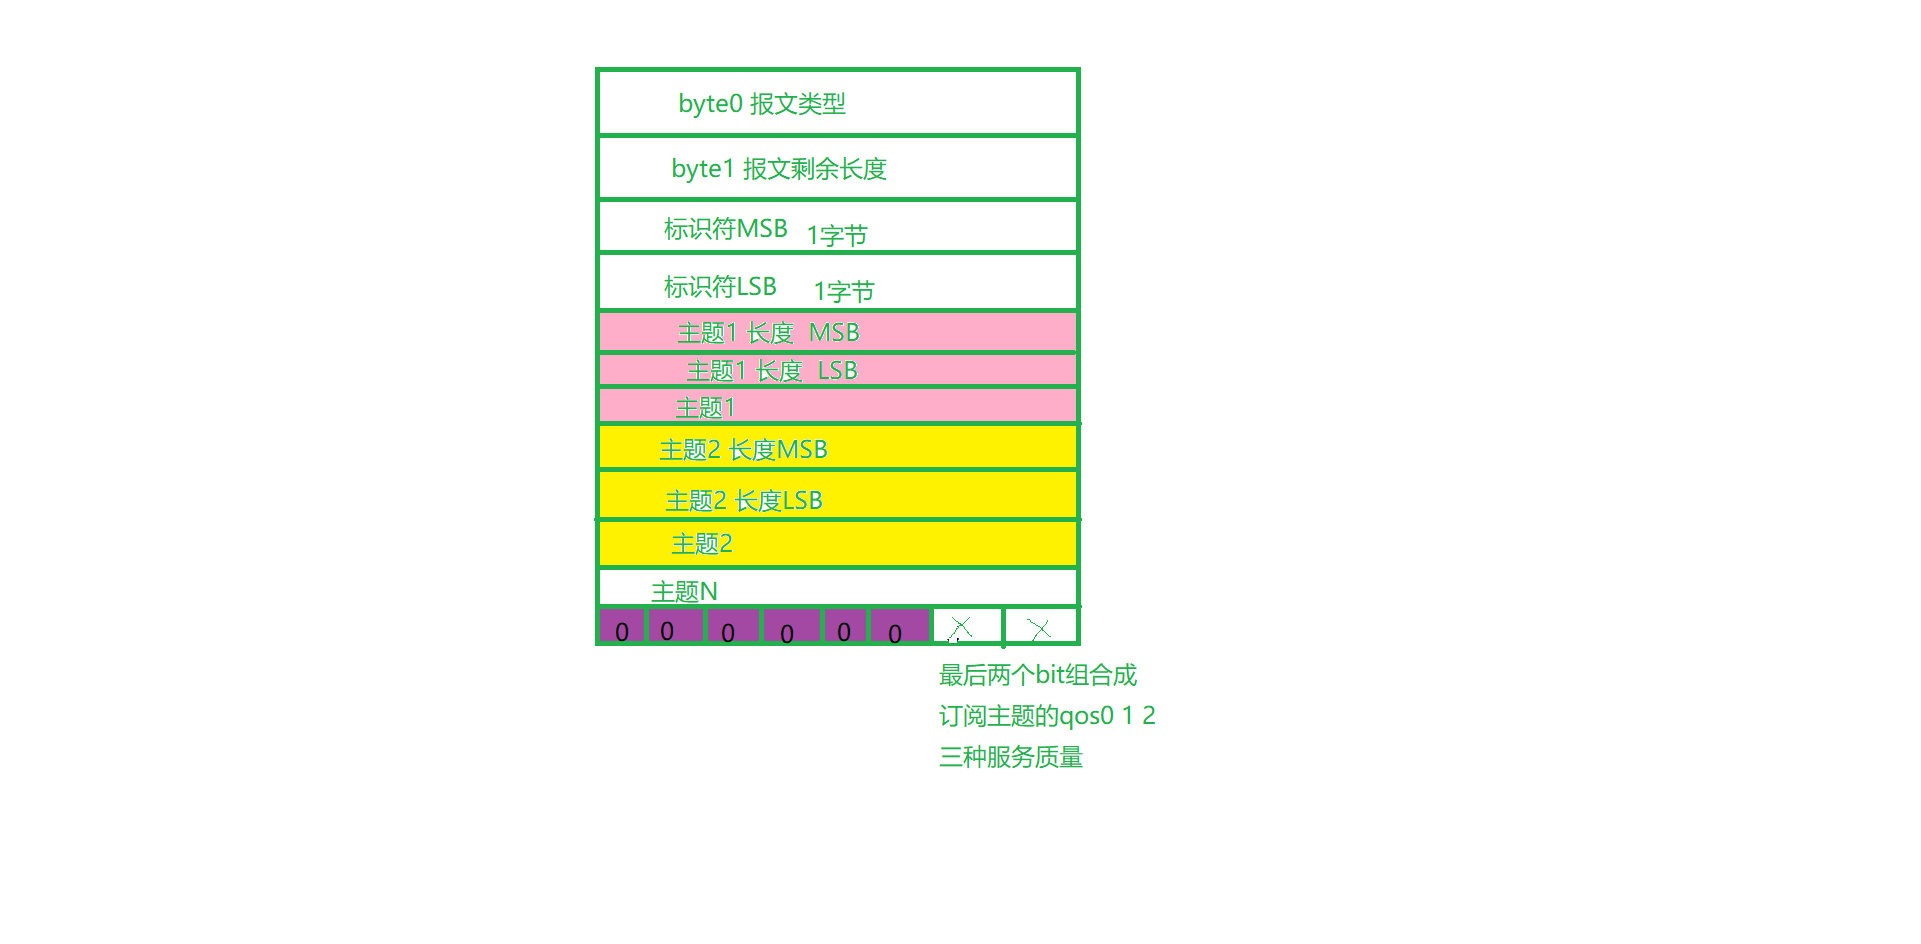 byte0 报文类型
byte1 报文剩余长度
标识符MSB 1字节
标识符LSB 1字节
主题1 长度 MSB
主题1 长度 LSB
主题1
主题2 长度MSB
主题2 长度LSB
主题2
主题N
0 0 0 0 0 0 X X
最后两个bit组合成
订阅主题的qos0 1 2
三种服务质量